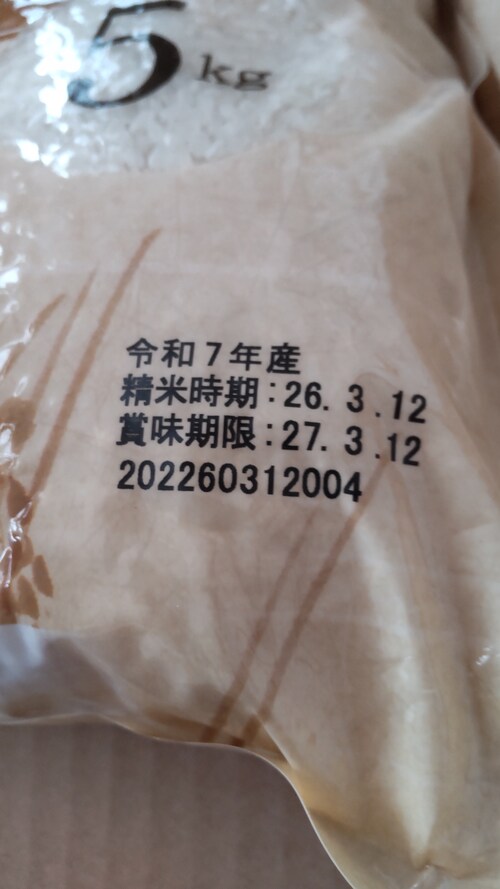 5kg
令和7年産
精米時期:26. 3 .12
賞味期限:27. 3 .12
202260312004